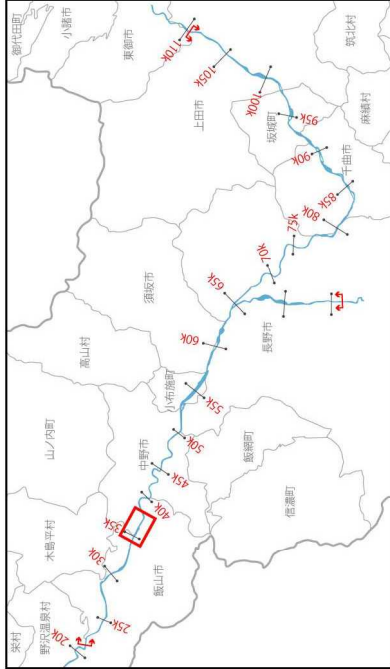 御代田町
小諸市
東御市
110k
105k
上田市
100k
坂城町
95k
筑北村
麻績村
90k
千曲市
85k
80k
75k
70k
65k
長野市
須坂市
60k
高山村
小布施町
55k
50k
中野市
45k
飯綱町
信濃町
山ノ内町
40k
35k
木島平村
飯山市
30k
25k
野沢温泉村
20k
栄村